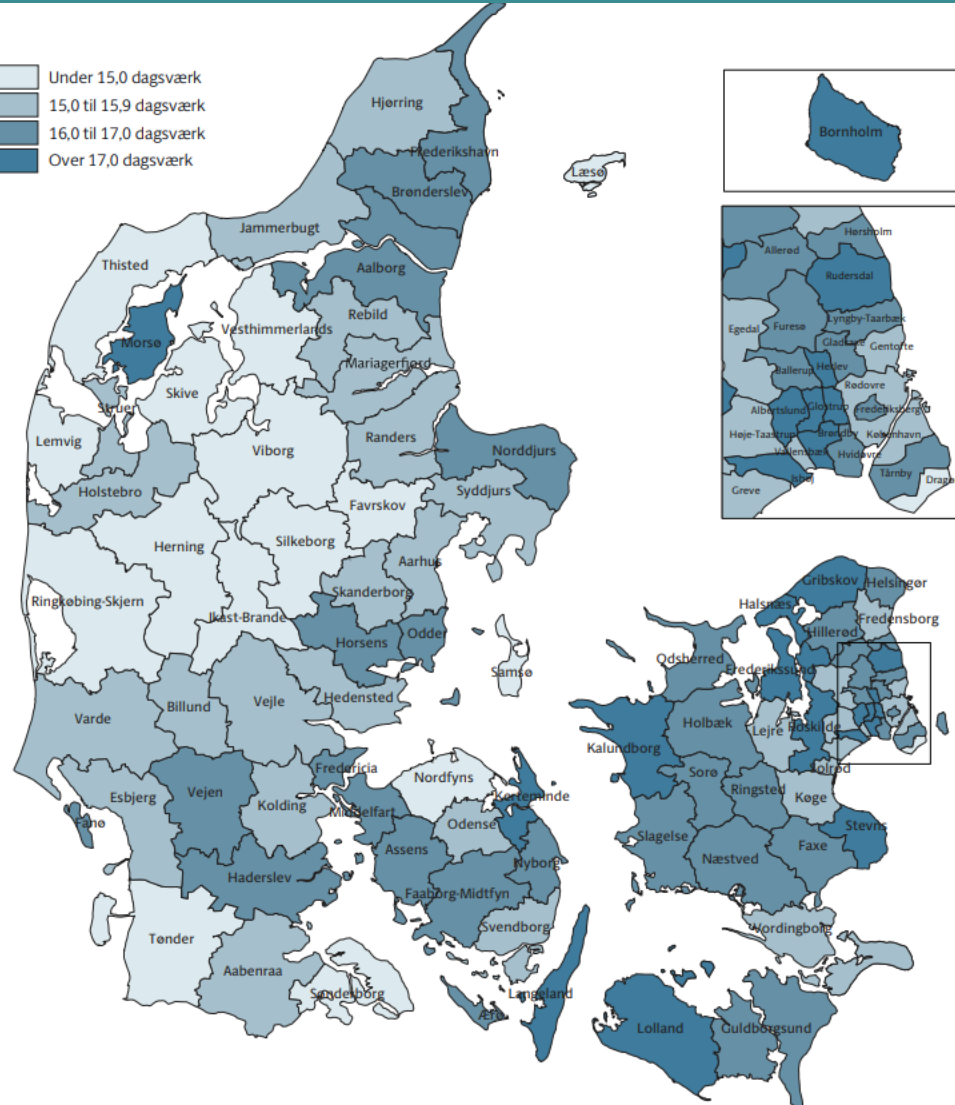 Under 15,0 dagsværk
15,0 til 15,9 dagsværk
16,0 til 17,0 dagsværk
Over 17,0 dagsværk
Hjørring
Frederikshavn
Brønderslev
Læsø
Jammerbugt
Thisted
Aalborg
Morsø
Vesthimmerlands
Rebild
Mariagerfjord
Skive
Struer
Lemvig
Viborg
Randers
Norddjurs
Holstebro
Syddjurs
Favrskov
Herning
Silkeborg
Aarhus
Skanderborg
Ringkøbing-Skjern
Ikast-Brande
Horsens
Odder
Samsø
Hedensted
Varde
Billund
Vejle
Fredericia
Esbjerg
Vejen
Kolding
Fanø
Middelfart
Nordfyns
Kerteminde
Odense
Assens
Nyborg
Haderslev
Faaborg-Midtfyn
Svendborg
Tønder
Aabenraa
Sønderborg
Langeland
Ærø
Bornholm
Hørsholm
Allerød
Rudersdal
Egedal
Furesø
Lyngby-Taarbæk
Gladsaxe
Gentofte
Ballerup
Herlev
Rødovre
Albertslund
Glostrup
Frederiksberg
Høje-Taastrup
Brøndby
København
Vallensbæk
Hvidovre
Ishøj
Tårnby
Greve
Dragø
Gribskov
Helsingør
Halsnæs
Fredensborg
Hillerød
Odsherred
Frederikssund
Holbæk
Lejre
Roskilde
Kalundborg
Solrød
Sorø
Ringsted
Køge
Stevns
Slagelse
Næstved
Faxe
Vordingborg
Lolland
Guldborgsund